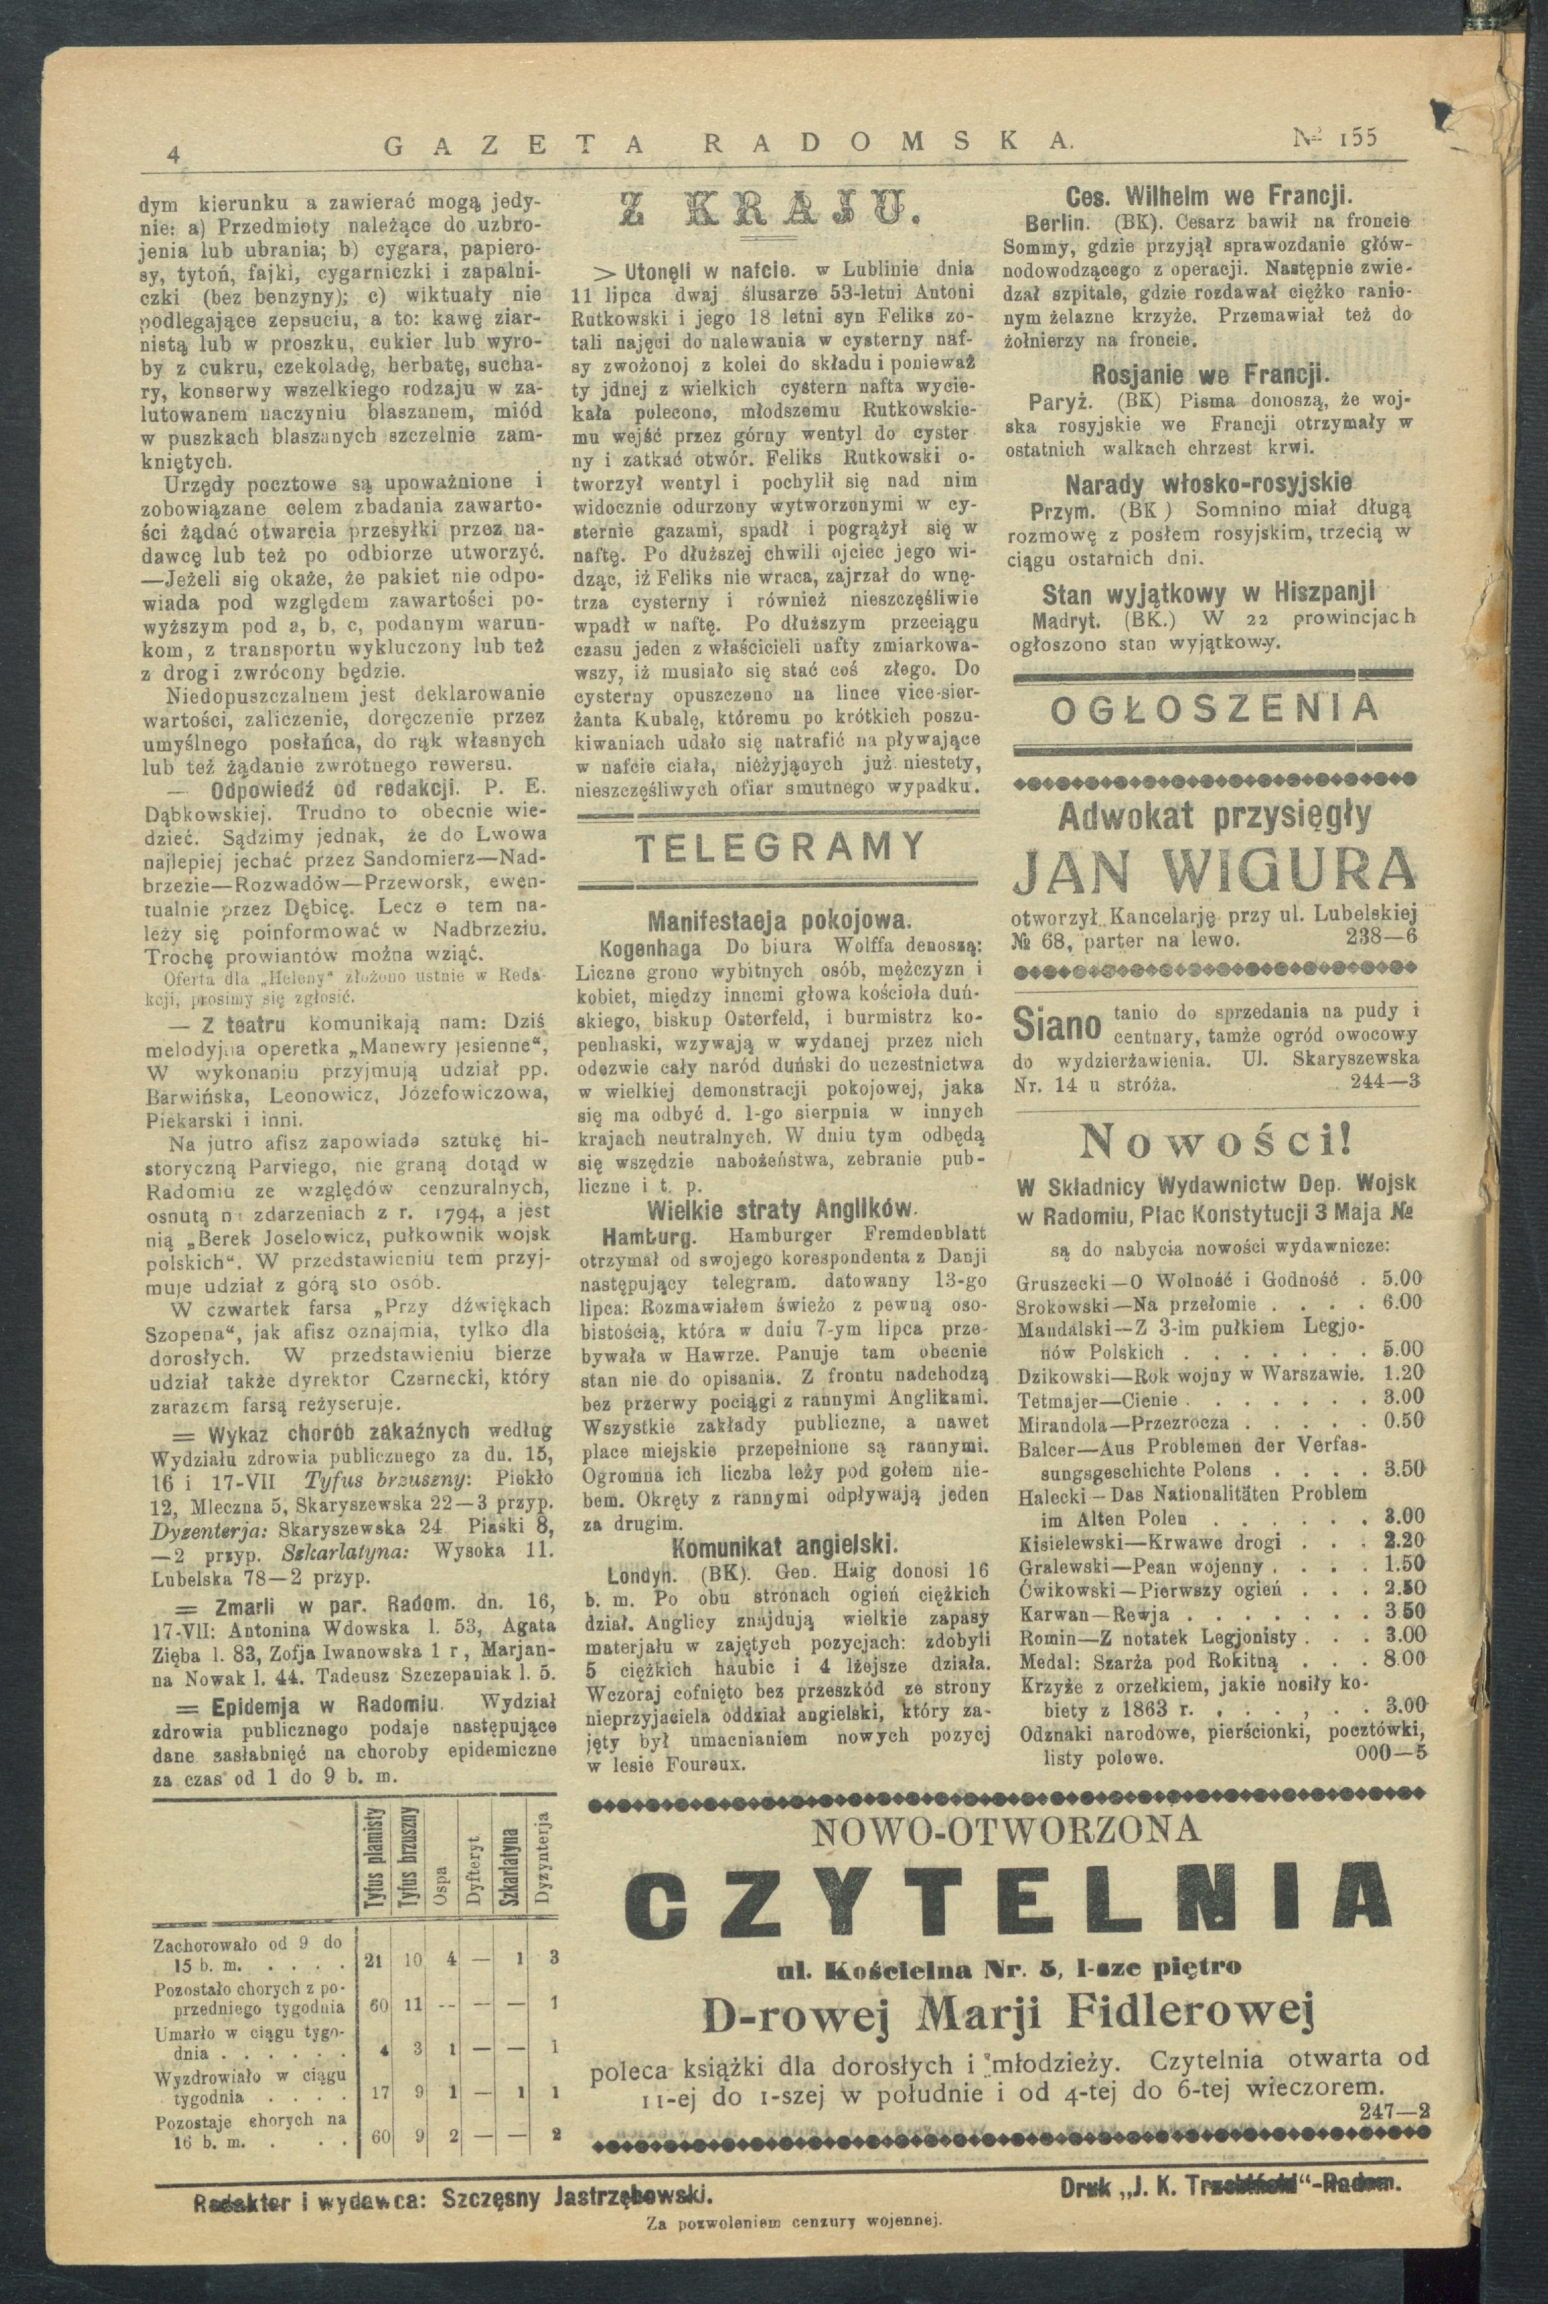 4
GAZETA RADOMSKA.
№ 155
dym kierunku a zawierać mogą jedy-
nie: a) Przedmioty należące do uzbro-
jenia lub ubrania; b) cygara, papiero-
sy, tytoń, fajki, cygarniczki i zapalni-
czki (bez benzyny); c) wiktuały nie
podlegające zepsuciu, a to: kawę ziar-
nistą lub w proszku, cukier lub wyro-
by z cukru, czekoladę, herbatę, sucha-
ry, konserwy wszelkiego rodzaju w za-
lutowanem naczyniu blaszanem, miód
w puszkach blaszanych szczelnie zam-
kniętych.
Urzędy pocztowe są upoważnione i
zobowiązane celem zbadania zawarto-
ści żądać otwarcia przesyłki przez na-
dawcę lub też po odbiorze utworzyć.
—Jeżeli się okaże, że pakiet nie odpo-
wiada pod względem zawartości po-
wyższym pod a, b, c, podanym warun-
kom, z transportu wykluczony lub też
z drogi zwrócony będzie.
Niedopuszczalnem jest deklarowanie
wartości, zaliczenie, doręczenie przez
umyślnego posłańca, do rąk własnych
lub też żądanie zwrotnego rewersu.
— Odpowiedź od redakcji. P. E.
Dąbkowskiej. Trudno to obecnie wie-
dzieć. Sądzimy jednak, że do Lwowa
najlepiej jechać przez Sandomierz—Nad-
brzezie—Rozwadów—Przeworsk, ewen-
tualnie przez Dębicę. Lecz o tem na-
leży się poinformować w Nadbrzeziu.
Trochę prowiantów można wziąć.
Oferta dla „Heleny" złożono ustnie w Reda-
kcji, prosimy się zgłosić.
— Z teatru komunikają nam: Dziś
melodyjna operetka „Manewry jesienne",
W wykonaniu przyjmują udział pp.
Barwińska, Leonowicz, Józefowiczowa,
Piekarski i inni.
Na jutro afisz zapowiada sztukę hi-
storyczną Parviego, nie graną dotąd w
Radomiu ze względów cenzuralnych,
osnutą n zdarzeniach z r. 1794, a jest
nią „Berek Joselowicz, pułkownik wojsk
polskich". W przedstawieniu tem przyj-
muje udział z górą sto osób.
W czwartek farsa „Przy dźwiękach
Szopena", jak afisz oznajmia, tylko dla
dorosłych. W przedstawieniu bierze
udział także dyrektor Czarnecki, który
zarazem farsą reżyseruje.
= Wykaz chorób zakaźnych według
Wydziału zdrowia publicznego za dn. 15,
16 i 17-VII Tyfus brzuszny: Piekło
12, Mleczna 5, Skaryszewska 22—3 przyp.
Dyzenterja: Skaryszewska 24 Piaski 8,
—2 przyp. Szkarlatyna: Wysoka 11.
Lubelska 78—2 przyp.
= Zmarli w par. Radom. dn. 16,
17-VII: Antonina Wdowska l. 53, Agata
Zięba l. 83, Zofja Iwanowska 1 r, Marjan-
na Nowak l. 44. Tadeusz Szczepaniak l. 5.
= Epidemja w Radomiu. Wydział
zdrowia publicznego podaje następujące
dane zasłabnięć na choroby epidemiczne
za czas od 1 do 9 b. m.
Tyfus plamisty
Tyfus brzuszny
Ospa
Dyfteryt
Szkarlatyna
Dyzynterja
Zachorowało od 9 do
15 b. m. . . . . 21 10 4 — 1 3
Pozostało chorych z po-
przedniego tygodnia 60 11 -- — — 1
Umarło w ciągu tygo-
dnia . . . . . . 4 3 1 — — 1
Wyzdrowiało w ciągu
tygodnia . . . . 17 9 1 — 1 1
Pozostaje chorych na
16 b. m. . . . 60 9 2 — — 2
Z KRAJU.
> Utonęli w nafcie. w Lublinie dnia
11 lipca dwaj ślusarze 53-letni Antoni
Rutkowski i jego 18 letni syn Feliks zo-
tali najęci do nalewania w cysterny naf-
sy zwożonoj z kolei do składu i ponieważ
ty jdnej z wielkich cystern nafta wycie-
kała polecono, młodszemu Rutkowskie-
mu wejść przez górny wentyl do cyster
ny i zatkać otwór. Feliks Rutkowski o-
tworzył wentyl i pochylił się nad nim
widocznie odurzony wytworzonymi w cy-
sternie gazami, spadł i pogrążył się w
naftę. Po dłuższej chwili ojciec jego wi-
dząc, iż Feliks nie wraca, zajrzał do wnę-
trza cysterny i również nieszczęśliwie
wpadł w naftę. Po dłuższym przeciągu
czasu jeden z właścicieli nafty zmiarkowa-
wszy, iż musiało się stać coś złego. Do
cysterny opuszczono na lince vice-sier-
żanta Kubalę, któremu po krótkich poszu-
kiwaniach udało się natrafić na pływające
w nafcie ciała, nieżyjących już niestety,
nieszczęśliwych ofiar smutnego wypadku.
TELEGRAMY
Manifestaeja pokojowa.
Kogenhaga Do biura Wolffa denoszą:
Liczne grono wybitnych osób, mężczyzn i
kobiet, między innemi głowa kościoła duń-
skiego, biskup Osterfeld, i burmistrz ko-
penhaski, wzywają w wydanej przez nich
odezwie cały naród duński do uczestnictwa
w wielkiej demonstracji pokojowej, jaka
się ma odbyć d. 1-go sierpnia w innych
krajach neutralnych. W dniu tym odbędą
się wszędzie nabożeństwa, zebranie pub-
liczne i t. p.
Wielkie straty Anglików.
Hamburg. Hamburger Fremdenblatt
otrzymał od swojego korespondenta z Danji
następujący telegram. datowany 13-go
lipca: Rozmawiałem świeżo z pewną oso-
bistością, która w dniu 7-ym lipca prze-
bywała w Hawrze. Panuje tam obecnie
stan nie do opisania. Z frontu nadchodzą
bez przerwy pociągi z rannymi Anglikami.
Wszystkie zakłady publiczne, a nawet
place miejskie przepełnione są rannymi.
Ogromna ich liczba leży pod gołem nie-
bem. Okręty z rannymi odpływają jeden
za drugim.
Komunikat angielski.
Londyn. (BK). Gen. Haig donosi 16
b. m. Po obu stronach ogień ciężkich
dział. Anglicy znajdują wielkie zapasy
materjału w zajętych pozycjach: zdobyli
5 ciężkich haubic i 4 lżejsze działa.
Wczoraj cofnięto bez przeszkód ze strony
nieprzyjaciela oddział angielski, który za-
jęty był umacnianiem nowych pozycj
w lesie Foureux.
Ces. Wilhelm we Francji.
Berlin. (BK). Cesarz bawił na froncie
Sommy, gdzie przyjął sprawozdanie głów-
nodowodzącego z operacji. Następnie zwie-
dzał szpitale, gdzie rozdawał ciężko ranio-
nym żelazne krzyże. Przemawiał też do
żołnierzy na froncie.
Rosjanie we Francji.
Paryż. (BK) Pisma donoszą, że woj-
ska rosyjskie we Francji otrzymały w
ostatnich walkach chrzest krwi.
Narady włosko-rosyjskie
Przym. (BK ) Somnino miał długą
rozmowę z posłem rosyjskim, trzecią w
ciągu ostatnich dni.
Stan wyjątkowy w Hiszpanji
Madryt. (BK.) W 22 prowincjach
ogłoszono stan wyjątkowy.
OGŁOSZENIA
Adwokat przysięgły
JAN WIGURA
otworzył Kancelarję przy ul. Lubelskiej
№ 68, parter na lewo. 238—6
Siano tanio do sprzedania na pudy i
centnary, tamże ogród owocowy
do wydzierżawienia. Ul. Skaryszewska
Nr. 14 u stróża. 244—3
Nowości!
W Składnicy Wydawnictw Dep. Wojsk
w Radomiu, Plac Konstytucji 3 Maja №
są do nabycia nowości wydawnicze:
Gruszecki—O Wolność i Godność . 5.00
Srokowski—Na przełomie . . . . 6.00
Mandalski—Z 3-im pułkiem Legjo-
nów Polskich . . . . . . . 5.00
Dzikowski—Rok wojny w Warszawie. 1.20
Tetmajer—Cienie . . . . . . . 3.00
Mirandola—Przezrocza . . . . . 0.50
Balcer—Aus Problemen der Verfas-
sungsgeschichte Polens . . . . 3.50
Halecki—Das Nationalitäten Problem
im Alten Polen . . . . . . 3.00
Kisielewski—Krwawe drogi . . . 2.20
Gralewski—Pean wojenny . . . . 1.50
Ćwikowski—Pierwszy ogień . . . 2.50
Karwan—Rewja . . . . . . . 3 50
Romin—Z notatek Legjonisty . . . 3.00
Medal: Szarża pod Rokitną . . . 8.00
Krzyże z orzełkiem, jakie nosiły ko-
biety z 1863 r. . . . , . . 3.00
Odznaki narodowe, pierścionki, pocztówki,
listy polowe. 000—5
NOWO-OTWORZONA
CZYTELNIA
ul. Kościelna Nr. 5, I-sze piętro
D-rowej Marji Fidlerowej
poleca książki dla dorosłych i młodzieży. Czytelnia otwarta od
11-ej do 1-szej w południe i od 4-tej do 6-tej wieczorem.
247—2
Redaktor i wydawca: Szczęsny Jastrzębowski.
Druk „J. K. Trzebiński"-Radom.
Za pozwoleniem cenzury wojennej.